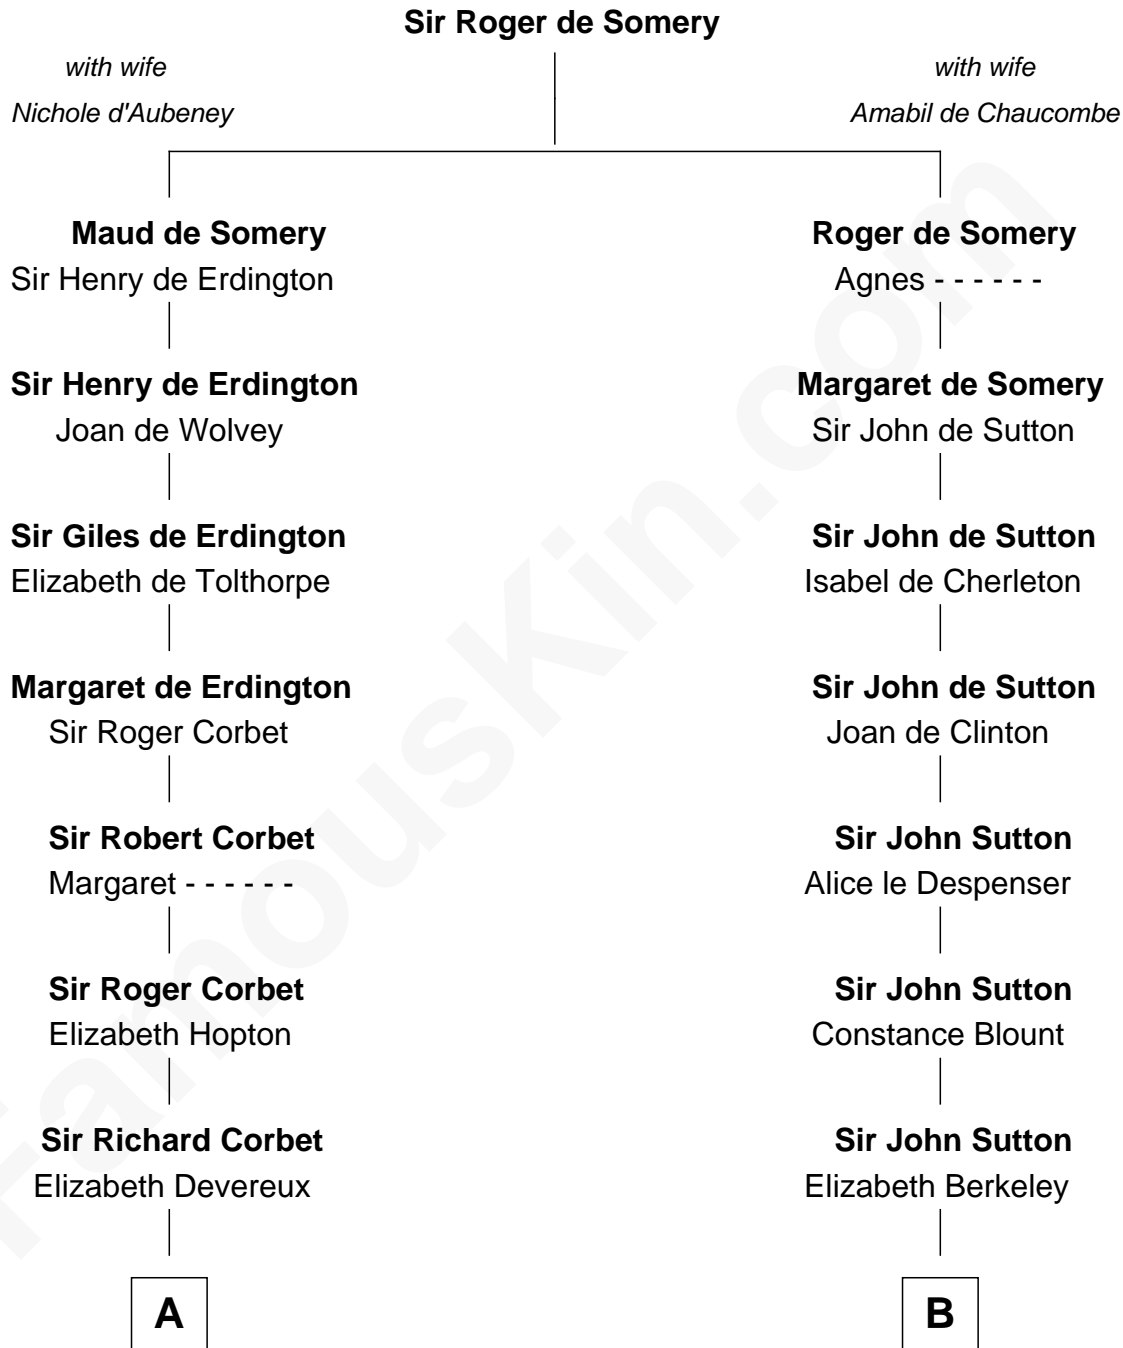 Sir Roger de Somery
with wife
Nichole d'Aubeney
with wife
Amabil de Chaucombe
Maud de Somery
Sir Henry de Erdington
Roger de Somery
Agnes - - - - - -
Sir Henry de Erdington
Joan de Wolvey
Margaret de Somery
Sir John de Sutton
Sir Giles de Erdington
Elizabeth de Tolthorpe
Sir John de Sutton
Isabel de Cherleton
Margaret de Erdington
Sir Roger Corbet
Sir John de Sutton
Joan de Clinton
Sir Robert Corbet
Margaret - - - - - -
Sir John Sutton
Alice le Despenser
Sir Roger Corbet
Elizabeth Hopton
Sir John Sutton
Constance Blount
Sir Richard Corbet
Elizabeth Devereux
Sir John Sutton
Elizabeth Berkeley
A
B
FamousKin.com